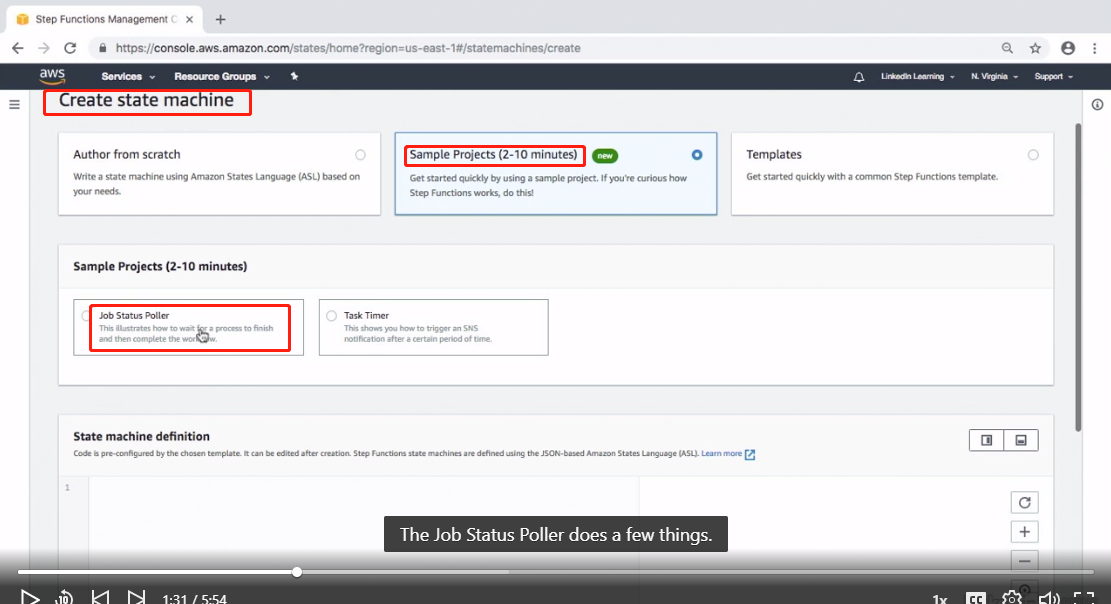 Step Functions Management C
https://console.aws.amazon.com/states/home?region=us-east-1#/statemachines/create
aws Services Resource Groups LinkedIn Learning N. Virginia Support
Create state machine
Author from scratch
Write a state machine using Amazon States Language (ASL) based on
your needs.
Sample Projects (2-10 minutes) new
Get started quickly by using a sample project. If you're curious how
Step Functions works, do this!
Templates
Get started quickly with a common Step Functions template.
Sample Projects (2-10 minutes)
Job Status Poller
This illustrates how to wait for a process to finish
and then complete the workflow.
Task Timer
This shows you how to trigger an SNS
notification after a certain period of time.
State machine definition
Code is pre-configured by the chosen template. It can be edited after creation. Step Functions state machines are defined using the JSON-based Amazon States Language (ASL). Learn more
1
The Job Status Poller does a few things.
10 1:31 / 5:54 1x CC